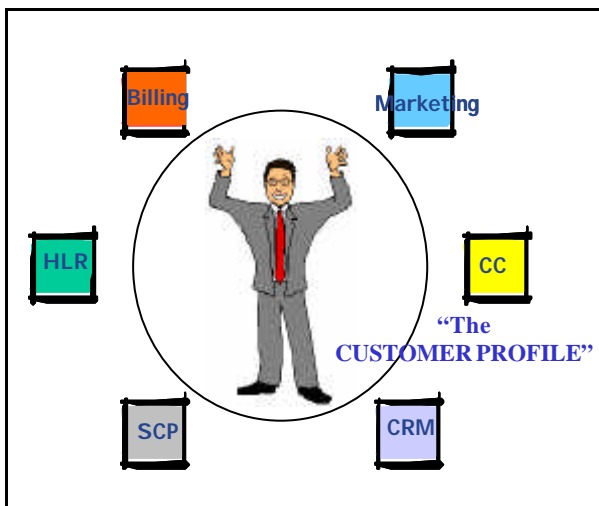 Billing
Marketing
HLR
CC
“The
CUSTOMER PROFILE”
SCP
CRM